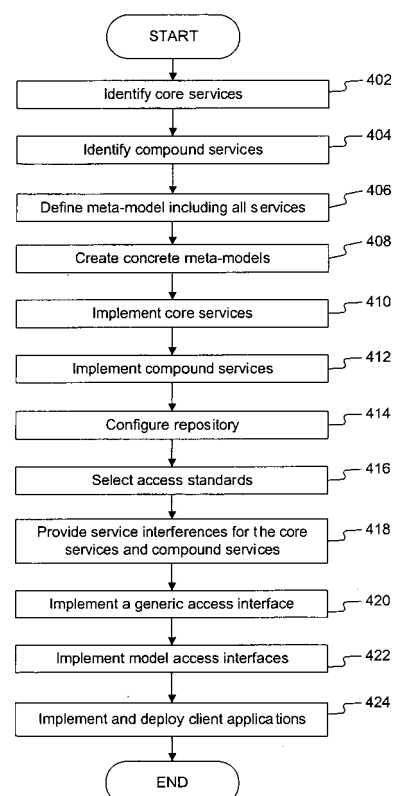 START
Identify core services
402
Identify compound services
404
Define meta-model including all services
406
Create concrete meta-models
408
Implement core services
410
Implement compound services
412
Configure repository
414
Select access standards
416
Provide service interferences for the core
services and compound services
418
Implement a generic access interface
420
Implement model access interfaces
422
Implement and deploy client applications
424
END